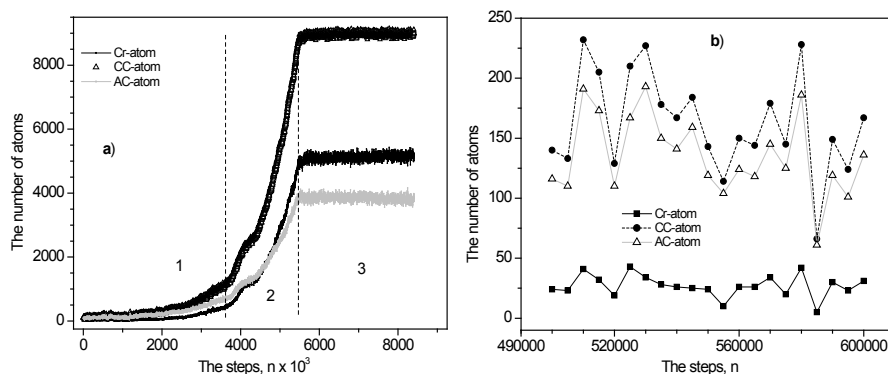 a)
Cr-atom
CC-atom
AC-atom
The number of atoms
8000
6000
4000
2000
0
1
2
3
0 2000 4000 6000 8000
The steps, n x 10³
b)
The number of atoms
250
200
150
100
50
0
Cr-atom
CC-atom
AC-atom
490000 520000 560000 600000
The steps, n